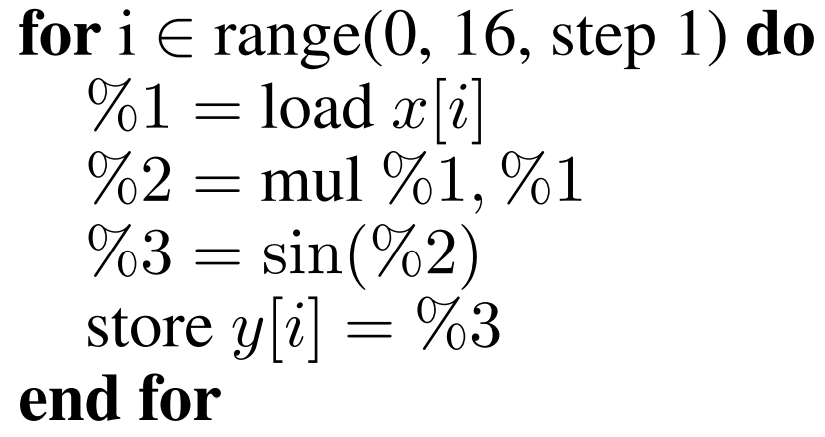 for i ∈ range(0, 16, step 1) do
%1 = load x[i]
%2 = mul %1, %1
%3 = sin(%2)
store y[i] = %3
end for